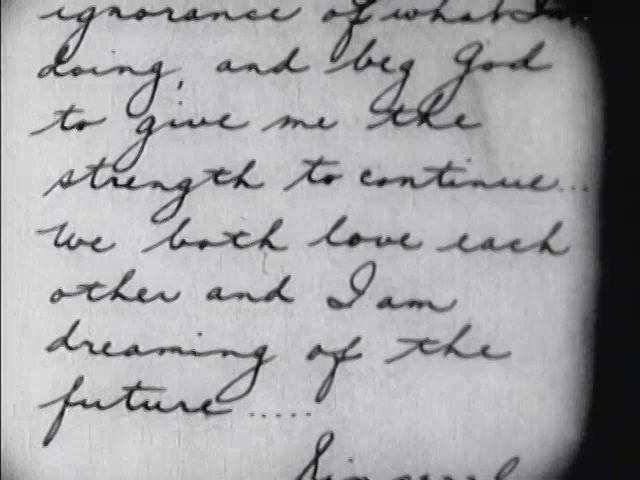 ignorance of what I'm
doing, and beg God
to give me the
strength to continue...
We both love each
other and I am
dreaming of the
future.....